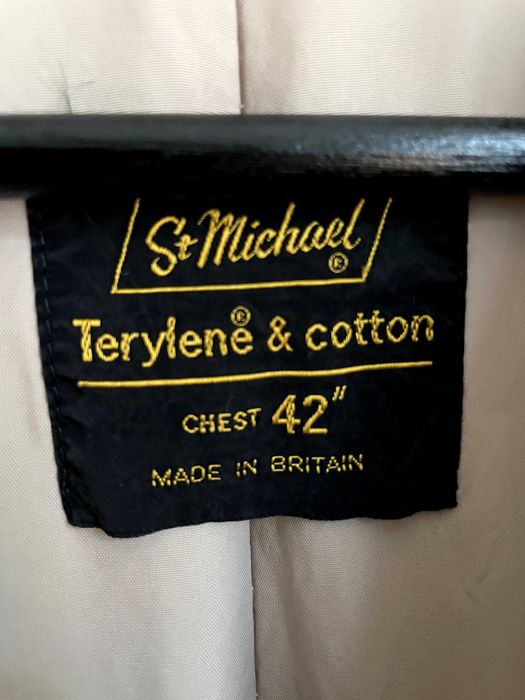 St Michael ®
Terylene® & cotton
CHEST 42"
MADE IN BRITAIN